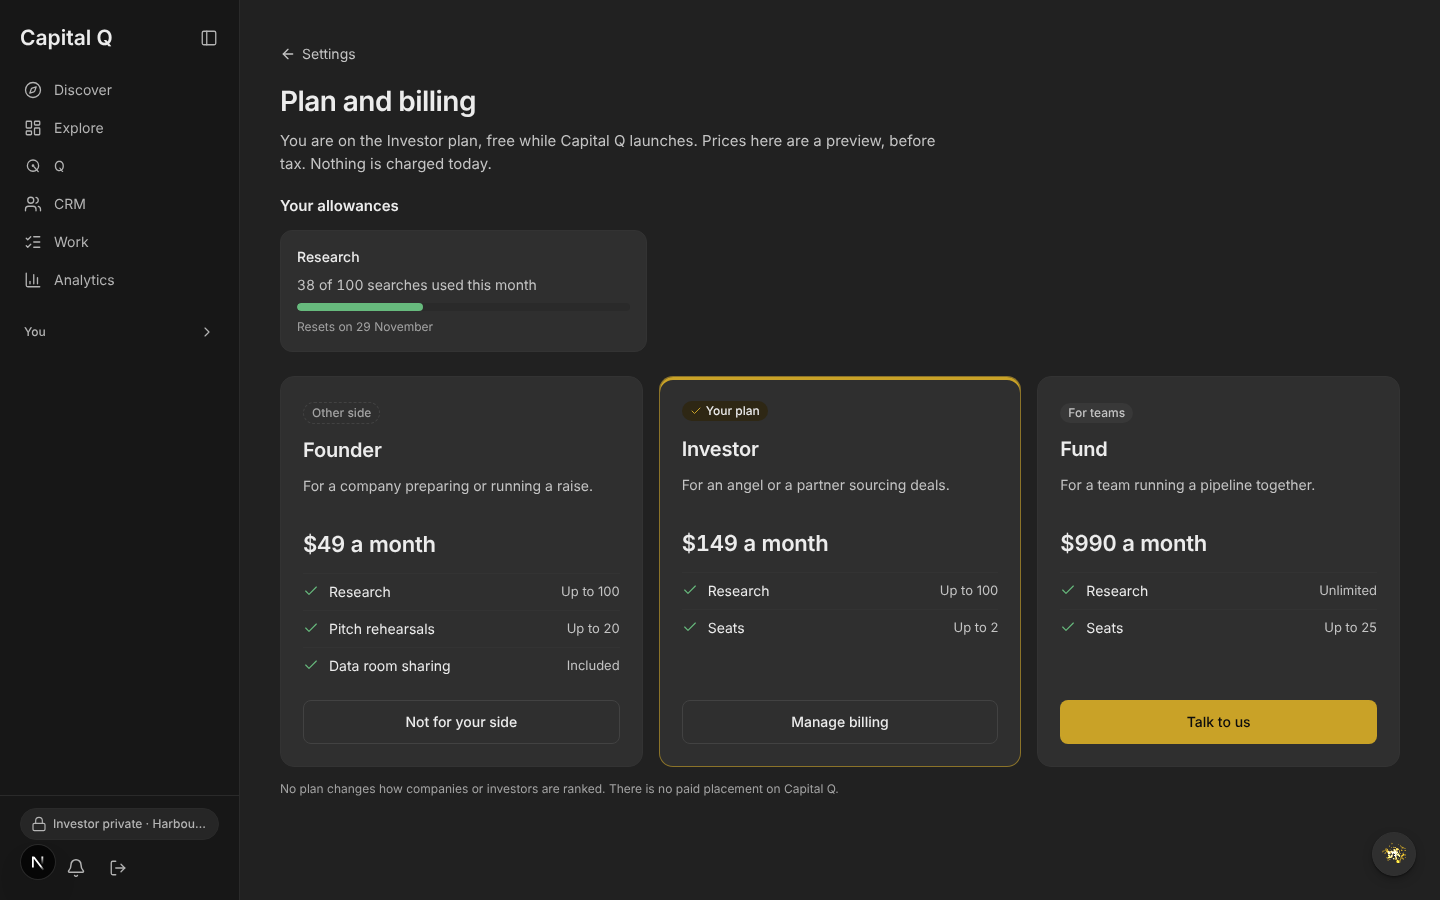 Capital Q
Discover
Explore
Q
CRM
Work
Analytics
You
Investor private · Harbou...
N
Settings
Plan and billing
You are on the Investor plan, free while Capital Q launches. Prices here are a preview, before
tax. Nothing is charged today.
Your allowances
Research
38 of 100 searches used this month
Resets on 29 November
Other side
Founder
For a company preparing or running a raise.
$49 a month
Research Up to 100
Pitch rehearsals Up to 20
Data room sharing Included
Not for your side
Your plan
Investor
For an angel or a partner sourcing deals.
$149 a month
Research Up to 100
Seats Up to 2
Manage billing
For teams
Fund
For a team running a pipeline together.
$990 a month
Research Unlimited
Seats Up to 25
Talk to us
No plan changes how companies or investors are ranked. There is no paid placement on Capital Q.